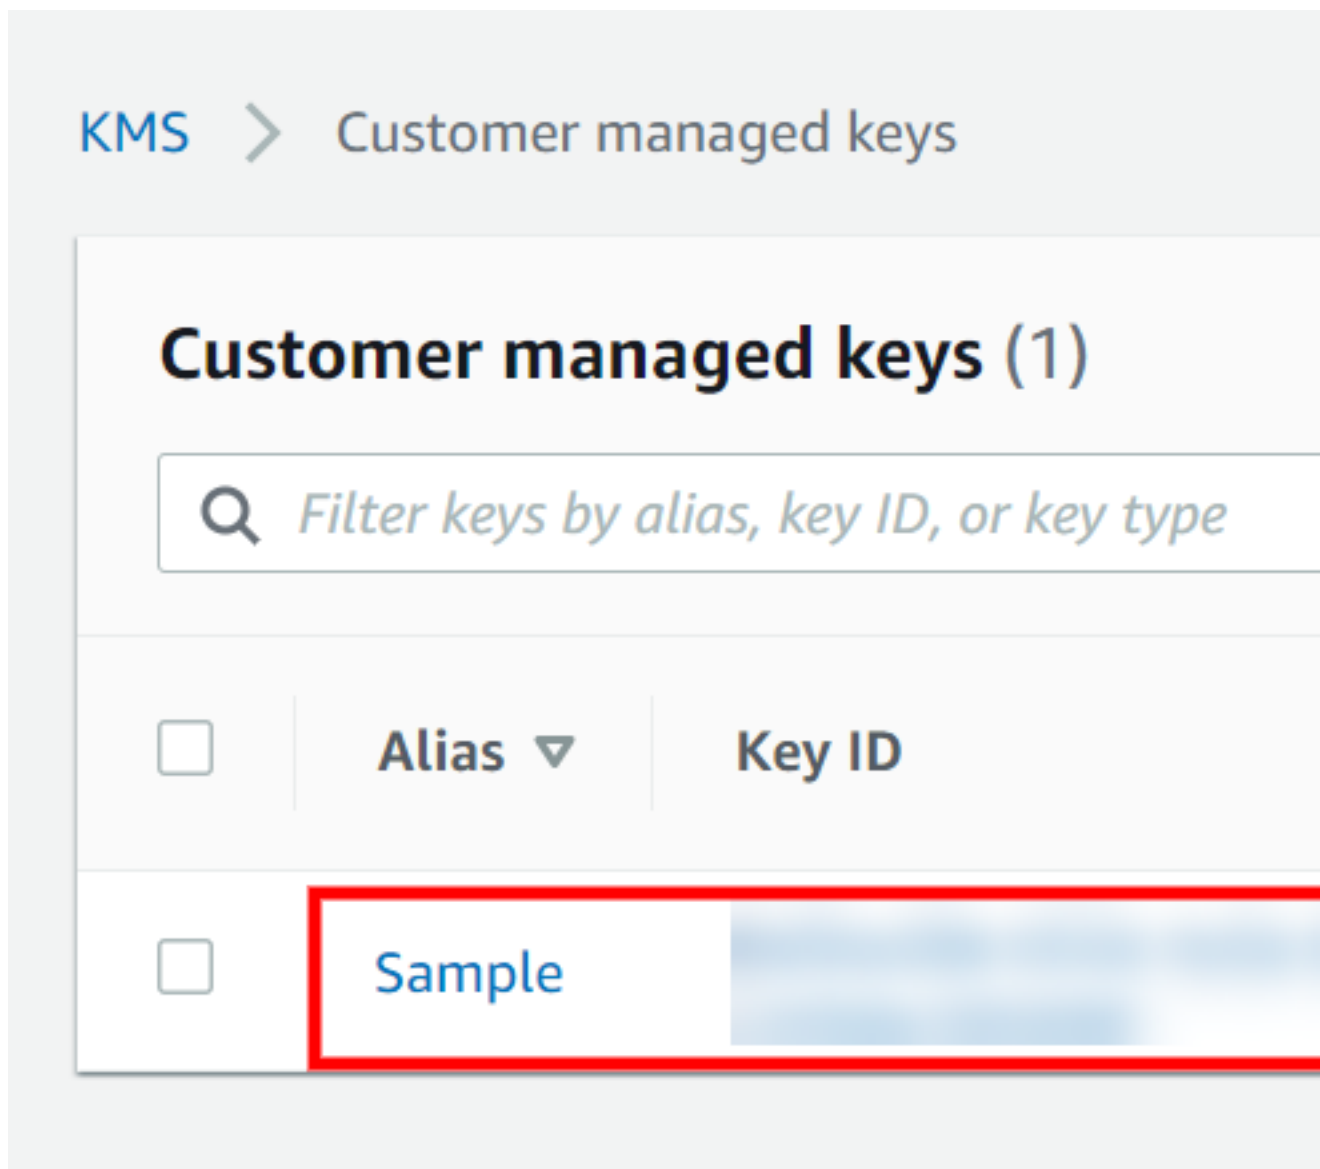 KMS > Customer managed keys
Customer managed keys (1)
Filter keys by alias, key ID, or key type
Alias Key ID
Sample